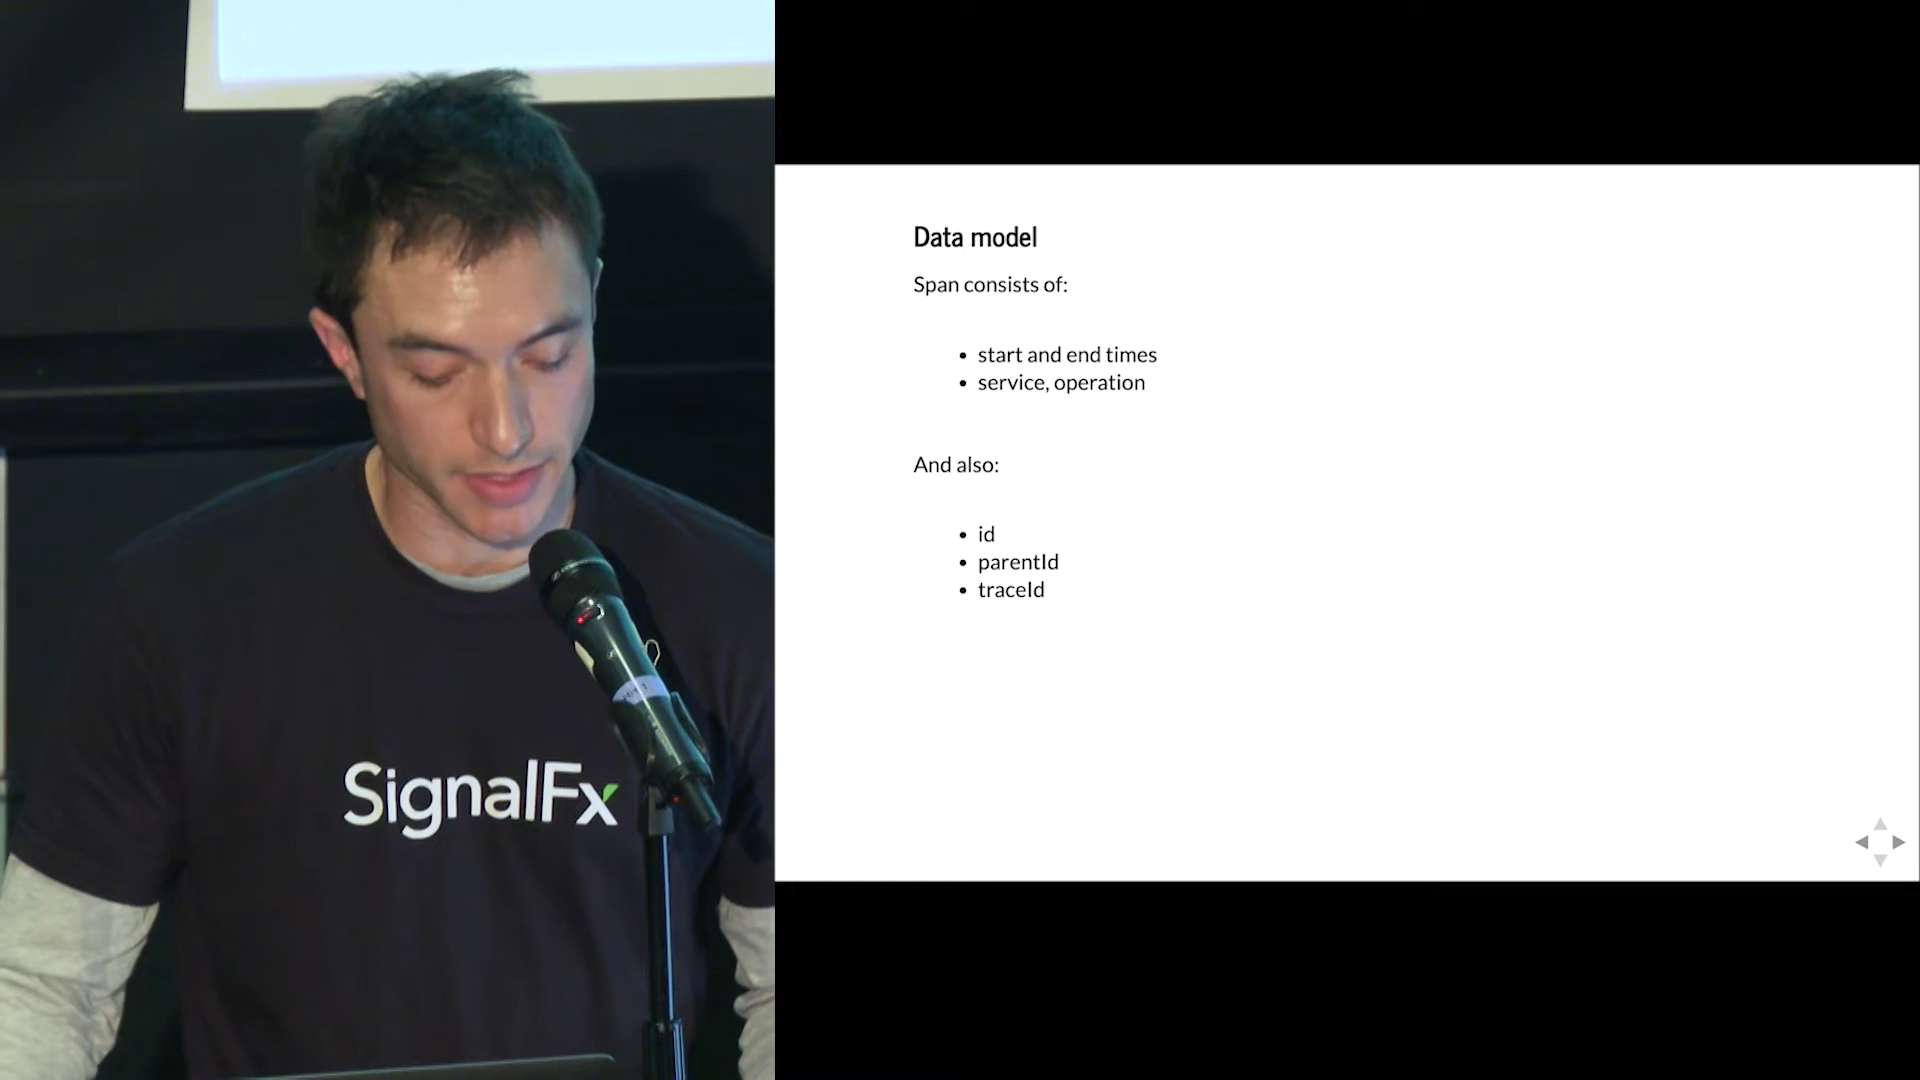 SignalFx
Data model
Span consists of:
• start and end times
• service, operation
And also:
• id
• parentId
• traceId